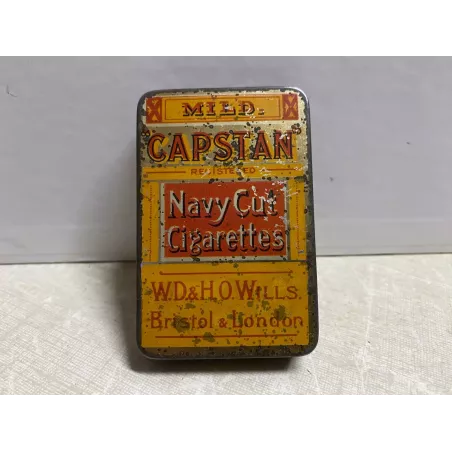 MILD.
"CAPSTAN"
REGISTERED
Navy Cut
Cigarettes
W.D.&H.O.WILLS.
Bristol & London